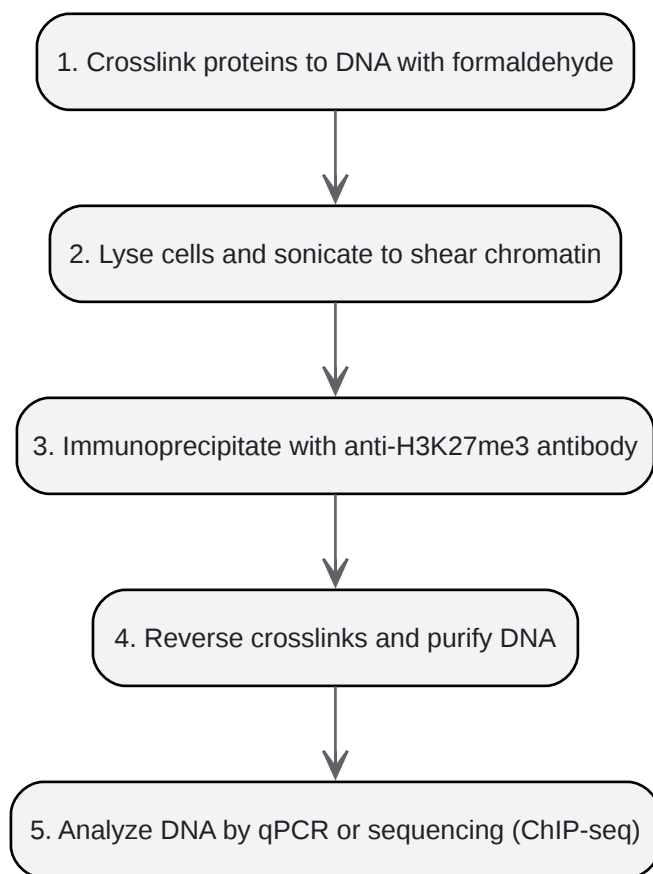 1. Crosslink proteins to DNA with formaldehyde
2. Lyse cells and sonicate to shear chromatin
3. Immunoprecipitate with anti-H3K27me3 antibody
4. Reverse crosslinks and purify DNA
5. Analyze DNA by qPCR or sequencing (ChIP-seq)